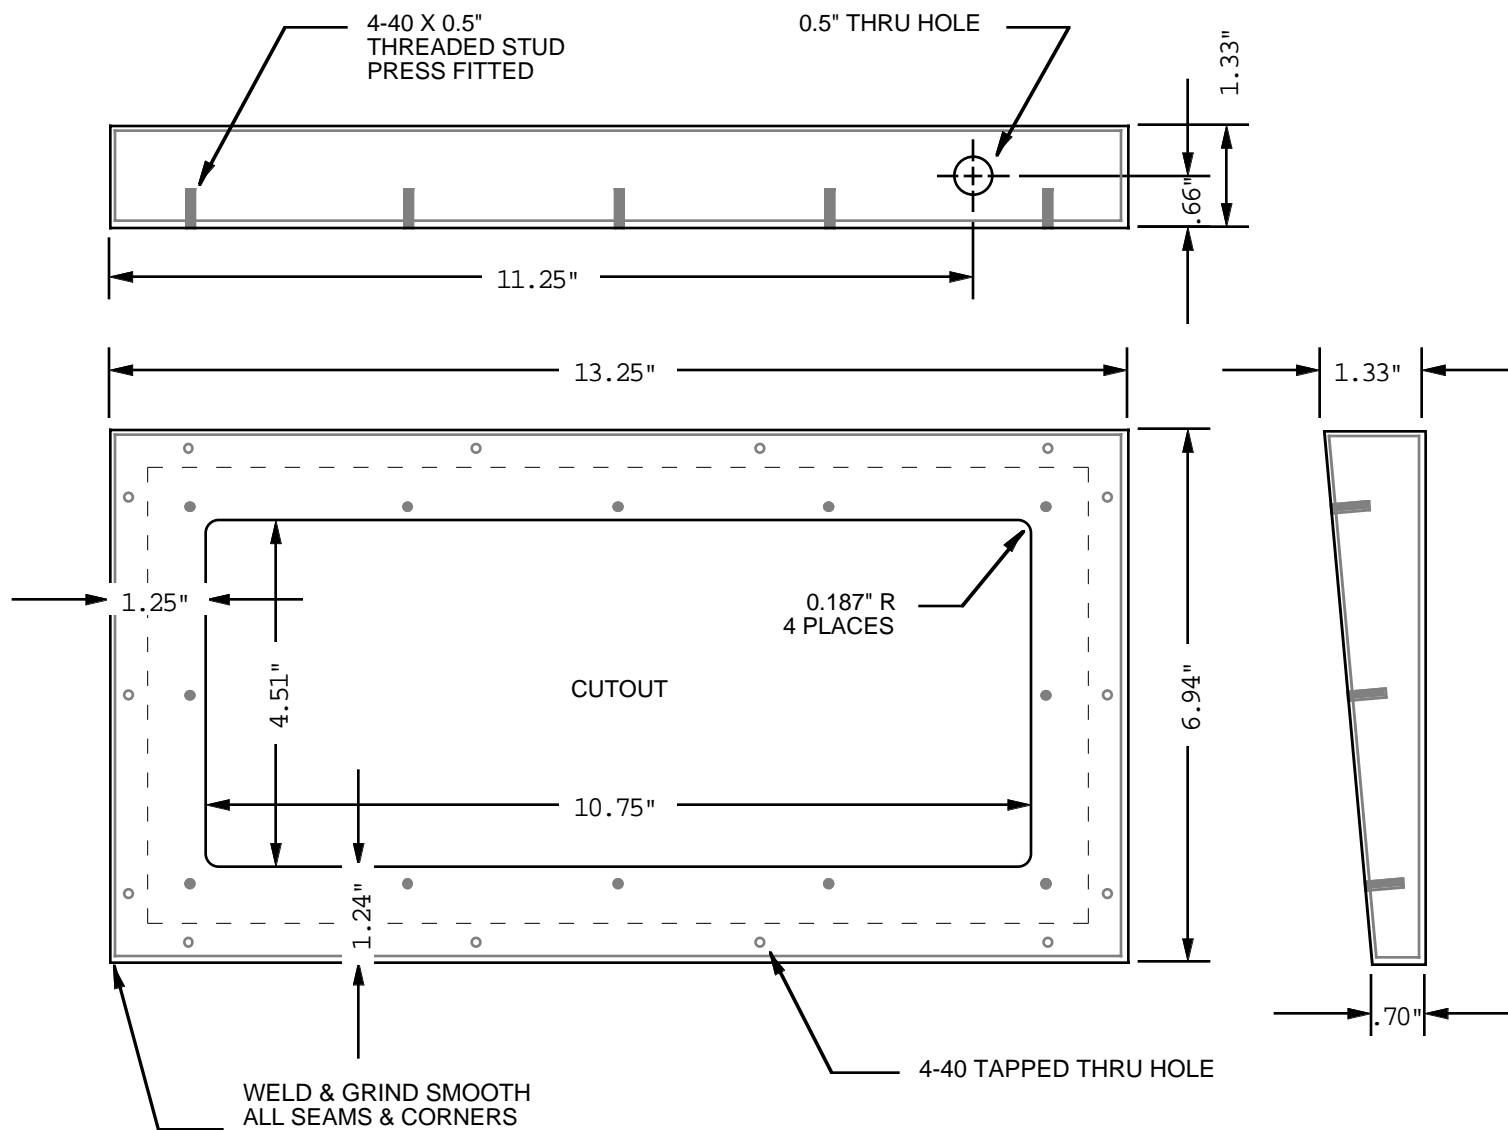 4-40 X 0.5"
THREADED STUD
PRESS FITTED
0.5" THRU HOLE
1.33"
.66"
11.25"
13.25"
1.33"
1.25"
4.51"
0.187" R
4 PLACES
CUTOUT
6.94"
10.75"
1.24"
.70"
4-40 TAPPED THRU HOLE
WELD & GRIND SMOOTH
ALL SEAMS & CORNERS